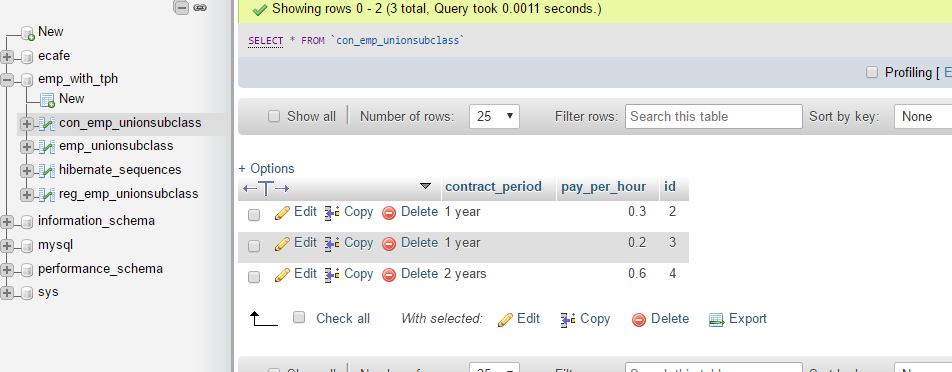 New
ecafe
emp_with_tph
New
con_emp_unionsubclass
emp_unionsubclass
hibernate_sequences
reg_emp_unionsubclass
information_schema
mysql
performance_schema
sys
Showing rows 0 - 2 (3 total, Query took 0.0011 seconds.)
SELECT * FROM `con_emp_unionsubclass`
Profiling [ E
Show all Number of rows: 25 Filter rows: Search this table Sort by key: None
+ Options
contract_period pay_per_hour id
Edit Copy Delete 1 year 0.3 2
Edit Copy Delete 1 year 0.2 3
Edit Copy Delete 2 years 0.6 4
Check all With selected: Edit Copy Delete Export